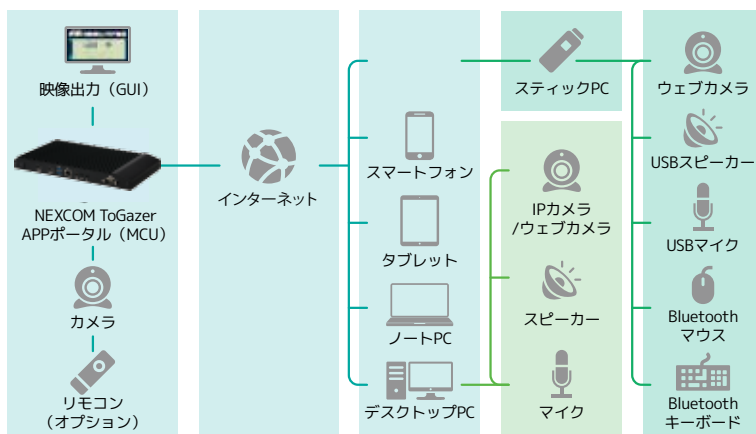 映像出力（GUI）
NEXCOM ToGazer
APPポータル（MCU）
カメラ
リモコン
（オプション）
インターネット
スマートフォン
タブレット
ノートPC
デスクトップPC
スティックPC
IPカメラ
/ウェブカメラ
スピーカー
マイク
ウェブカメラ
USBスピーカー
USBマイク
Bluetooth
マウス
Bluetooth
キーボード